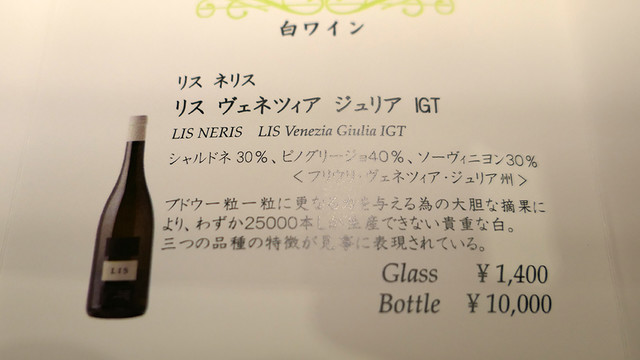 白ワイン
リス ネリス
リス ヴェネツィア ジュリア IGT
LIS NERIS LIS Venezia Giulia IGT
シャルドネ 30%、ピノグリージョ40%、ソーヴィニヨン30%
<フリウリ・ヴェネツィア・ジュリア州>
ブドウ一粒一粒に更なる を与える為の大胆な摘果に
より、わずか25000本しか生産できない貴重な白。
三つの品種の特徴が見事に表現されている。
LIS
Glass ¥1,400
Bottle ¥10,000